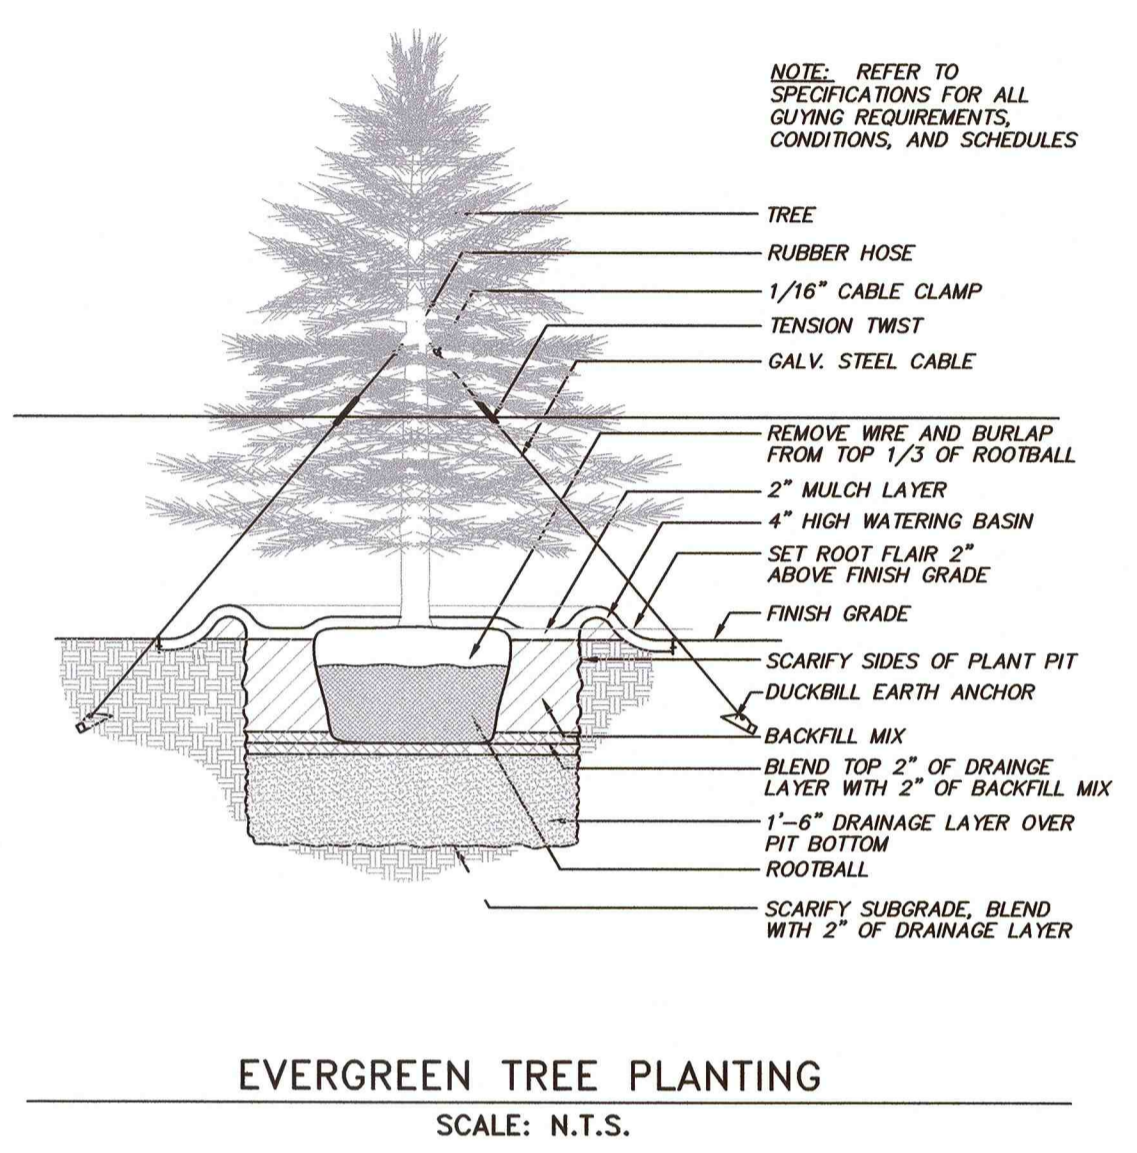 NOTE: REFER TO
SPECIFICATIONS FOR ALL
GUYING REQUIREMENTS,
CONDITIONS, AND SCHEDULES
TREE
RUBBER HOSE
1/16" CABLE CLAMP
TENSION TWIST
GALV. STEEL CABLE
REMOVE WIRE AND BURLAP
FROM TOP 1/3 OF ROOTBALL
2" MULCH LAYER
4" HIGH WATERING BASIN
SET ROOT FLAIR 2"
ABOVE FINISH GRADE
FINISH GRADE
SCARIFY SIDES OF PLANT PIT
DUCKBILL EARTH ANCHOR
BACKFILL MIX
BLEND TOP 2" OF DRAINGE
LAYER WITH 2" OF BACKFILL MIX
1'-6" DRAINAGE LAYER OVER
PIT BOTTOM
ROOTBALL
SCARIFY SUBGRADE, BLEND
WITH 2" OF DRAINAGE LAYER
EVERGREEN TREE PLANTING
SCALE: N.T.S.